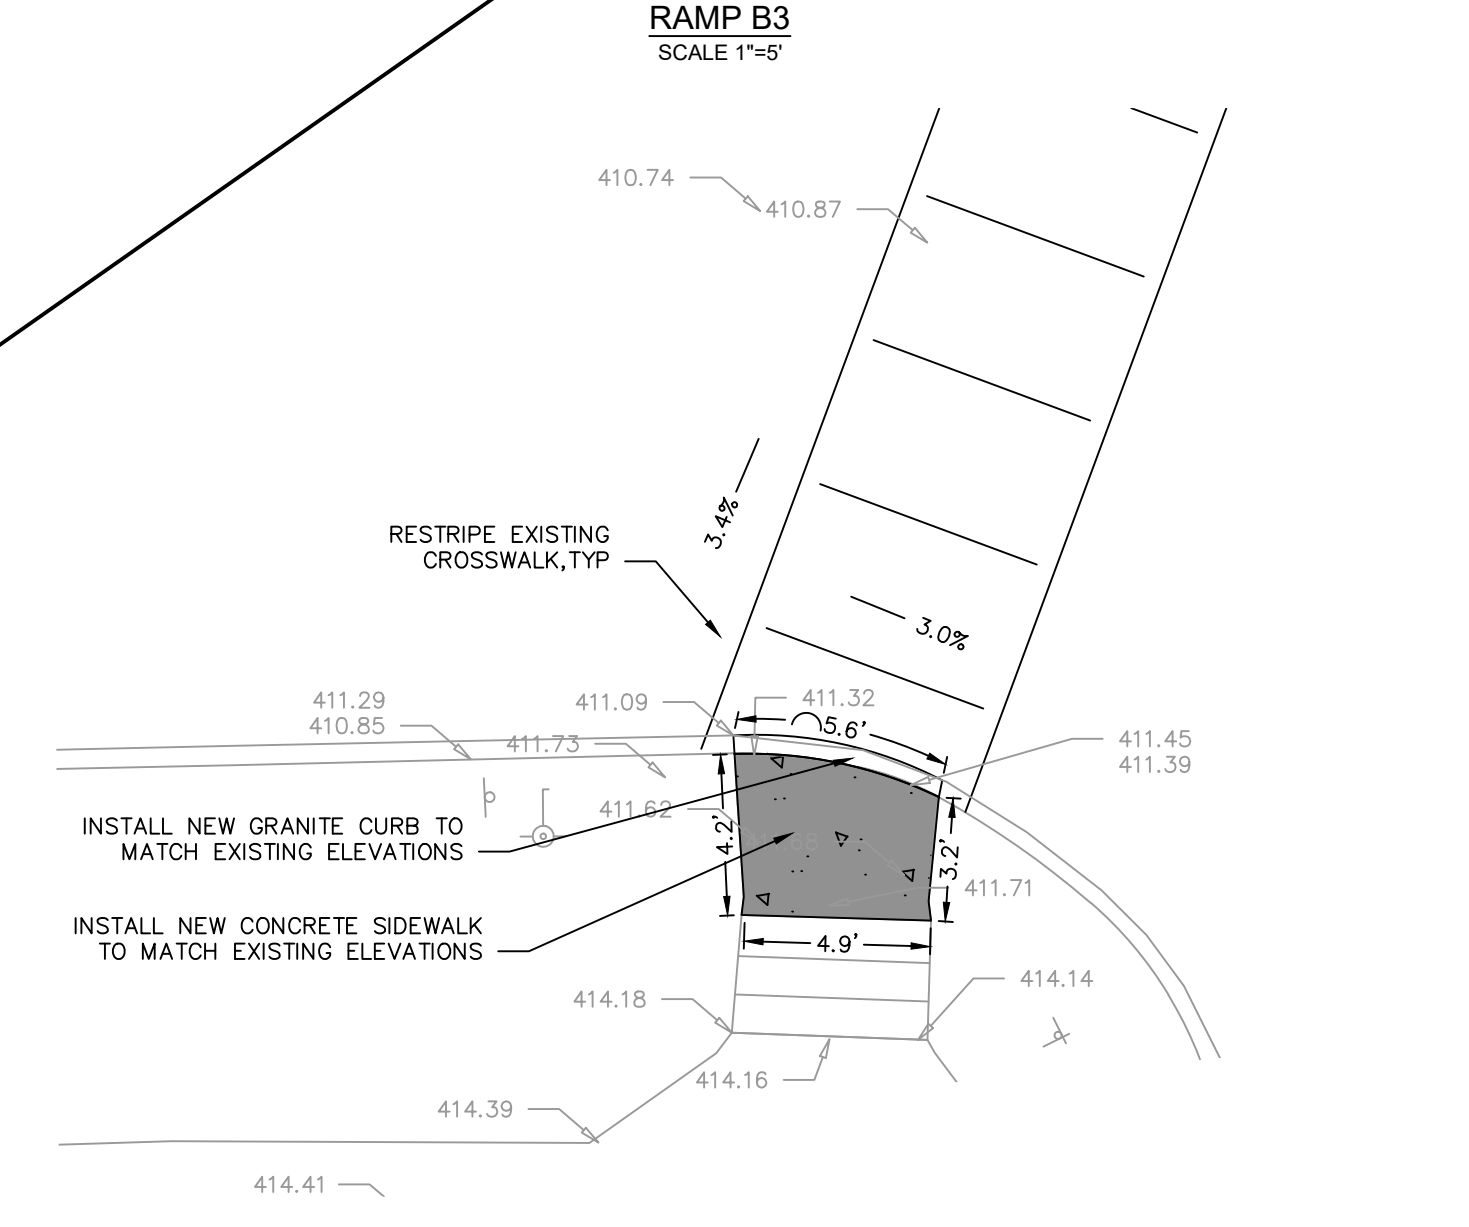 RAMP B3
SCALE 1"=5'
410.74
410.87
3.4%
RESTRIPE EXISTING
CROSSWALK,TYP
3.0%
411.29
410.85
411.09
411.32
5.6'
411.73
411.45
411.39
411.62
INSTALL NEW GRANITE CURB TO
MATCH EXISTING ELEVATIONS
4.2'
411.68
3.2'
411.71
INSTALL NEW CONCRETE SIDEWALK
TO MATCH EXISTING ELEVATIONS
4.9'
414.18
414.14
414.16
414.39
414.41